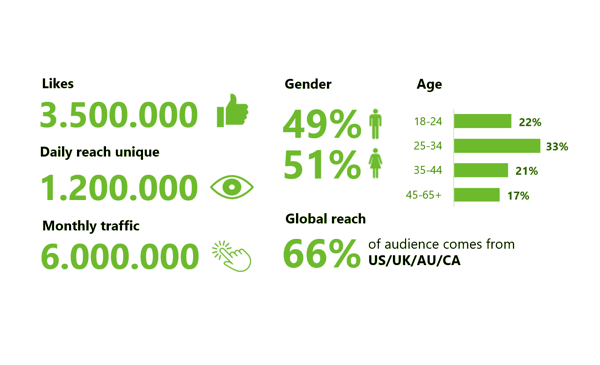 Likes
3.500.000
Daily reach unique
1.200.000
Monthly traffic
6.000.000
Gender
49%
51%
Global reach
66% of audience comes from
US/UK/AU/CA
Age
18-24 22%
25-34 33%
35-44 21%
45-65+ 17%